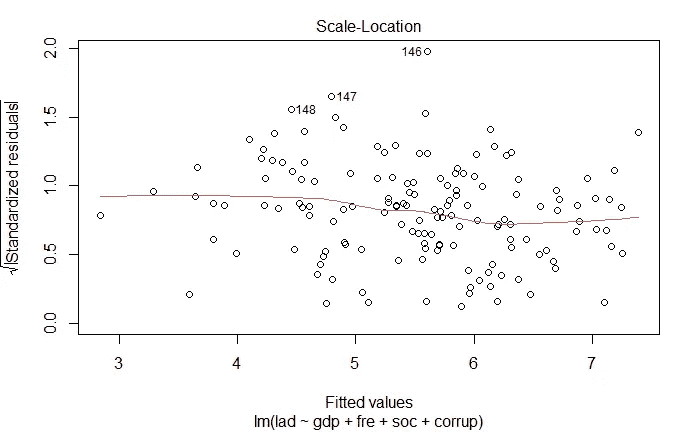 Scale-Location
√|Standardized residuals|
2.0
1.5
1.0
0.5
0.0
146
147
148
3 4 5 6 7
Fitted values
lm(lad ~ gdp + fre + soc + corrup)